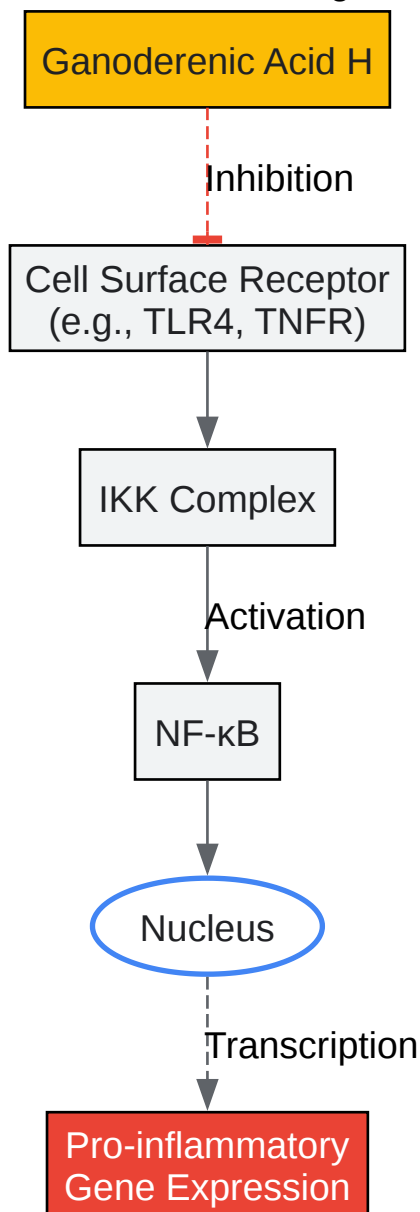 Ganoderenic Acid H
Inhibition
Cell Surface Receptor
(e.g., TLR4, TNFR)
IKK Complex
Activation
NF-κB
Nucleus
Transcription
Pro-inflammatory
Gene Expression